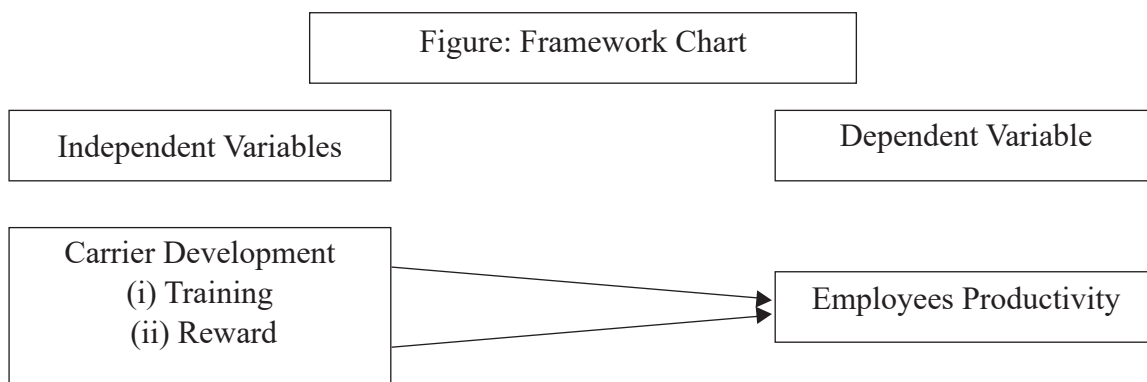 Figure: Framework Chart
Independent Variables
Dependent Variable
Carrier Development
(i) Training
(ii) Reward
Employees Productivity